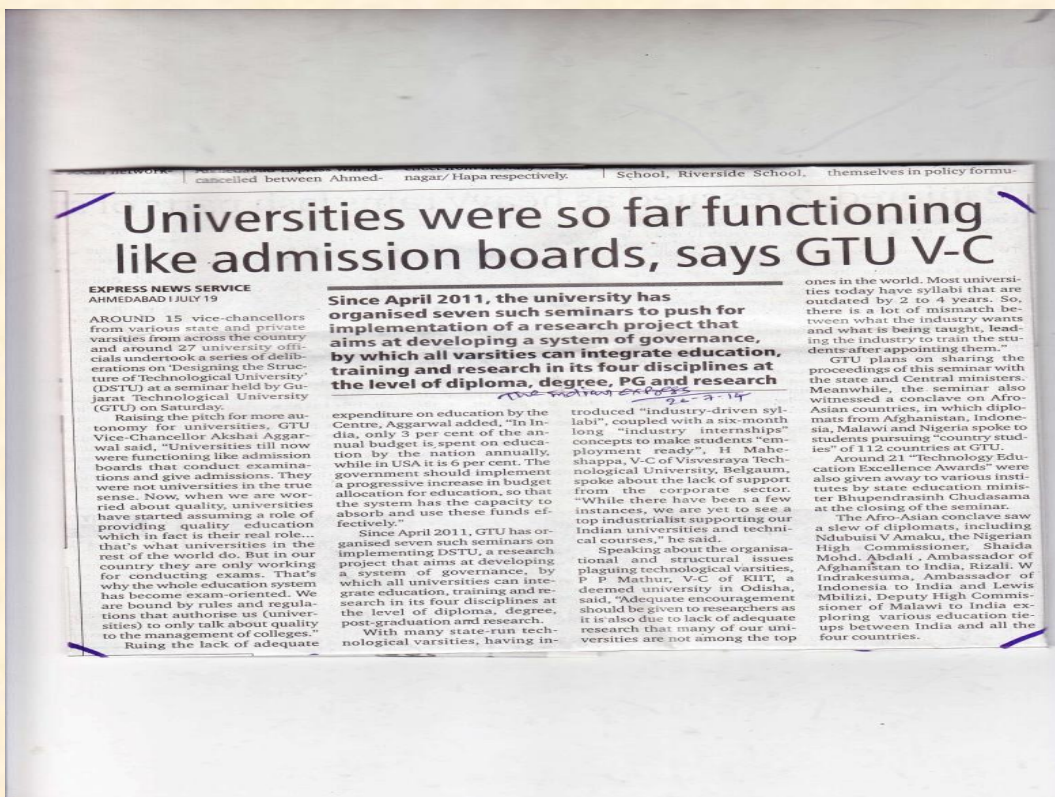 cancelled between Ahmed-
nagar/ Hapa respectively.
School, Riverside School,
themselves in policy formu-
Universities were so far functioning
like admission boards, says GTU V-C
EXPRESS NEWS SERVICE
AHMEDABAD I JULY 19
AROUND 15 vice-chancellors
from various state and private
varsities from across the country
and around 27 university offi-
cials undertook a series of delib-
erations on 'Designing the Struc-
ture of Technological University'
(DSTU) at a seminar held by Gu-
jarat Technological University
(GTU) on Saturday.
Raising the pitch for more au-
tonomy for universities, GTU
Vice-Chancellor Akshai Aggar-
wal said, "Universities till now
were functioning like admission
boards that conduct examina-
tions and give admissions. They
were not universities in the true
sense. Now, when we are wor-
ried about quality, universities
have started assuming a role of
providing quality education
which in fact is their real role...
that's what universities in the
rest of the world do. But in our
country they are only working
for conducting exams. That's
why the whole education system
has become exam-oriented. We
are bound by rules and regula-
tions that authorise us (univer-
sities) to only talk about quality
to the management of colleges."
Ruing the lack of adequate
Since April 2011, the university has
organised seven such seminars to push for
implementation of a research project that
aims at developing a system of governance,
by which all varsities can integrate education,
training and research in its four disciplines at
the level of diploma, degree, PG and research
The Indian Express
expenditure on education by the
Centre, Aggarwal added, "In In-
dia, only 3 per cent of the an-
nual budget is spent on educa-
tion by the nation annually,
while in USA it is 6 per cent. The
government should implement
a progressive increase in budget
allocation for education, so that
the system has the capacity to
absorb and use these funds ef-
fectively."
Since April 2011, GTU has or-
ganised seven such seminars on
implementing DSTU, a research
project that aims at developing
a system of governance, by
which all universities can inte-
grate education, training and re-
search in its four disciplines at
the level of diploma, degree,
post-graduation and research.
With many state-run tech-
nological varsities, having in-
troduced "industry-driven syl-
labi", coupled with a six-month
long "industry internships"
concepts to make students "em-
ployment ready", H Mahe-
shappa, V-C of Visvesraya Tech-
nological University, Belgaum,
spoke about the lack of support
from the corporate sector.
"While there have been a few
instances, we are yet to see a
top industrialist supporting our
Indian universities and techni-
cal courses," he said.
Speaking about the organisa-
tional and structural issues
plaguing technological varsities,
P P Mathur, V-C of KIIT, a
deemed university in Odisha,
said, "Adequate encouragement
should be given to researchers as
it is also due to lack of adequate
research that many of our uni-
versities are not among the top
ones in the world. Most universi-
ties today have syllabi that are
outdated by 2 to 4 years. So,
there is a lot of mismatch be-
tween what the industry wants
and what is being taught, lead-
ing the industry to train the stu-
dents after appointing them."
GTU plans on sharing the
proceedings of this seminar with
the state and Central ministers.
Meanwhile, the seminar also
witnessed a conclave on Afro-
Asian countries, in which diplo-
mats from Afghanistan, Indone-
sia, Malawi and Nigeria spoke to
students pursuing "country stud-
ies" of 112 countries at GTU.
Around 21 "Technology Edu-
cation Excellence Awards" were
also given away to various insti-
tutes by state education minis-
ter Bhupendrasinh Chudasama
at the closing of the seminar.
The Afro-Asian conclave saw
a slew of diplomats, including
Ndubuisi V Amaku, the Nigerian
High Commissioner, Shaida
Mohd. Abdali , Ambassador of
Afghanistan to India, Rizali. W
Indrakesuma, Ambassador of
Indonesia to India and Lewis
Mbilizi, Deputy High Commis-
sioner of Malawi to India ex-
ploring various education tie-
ups between India and all the
four countries.